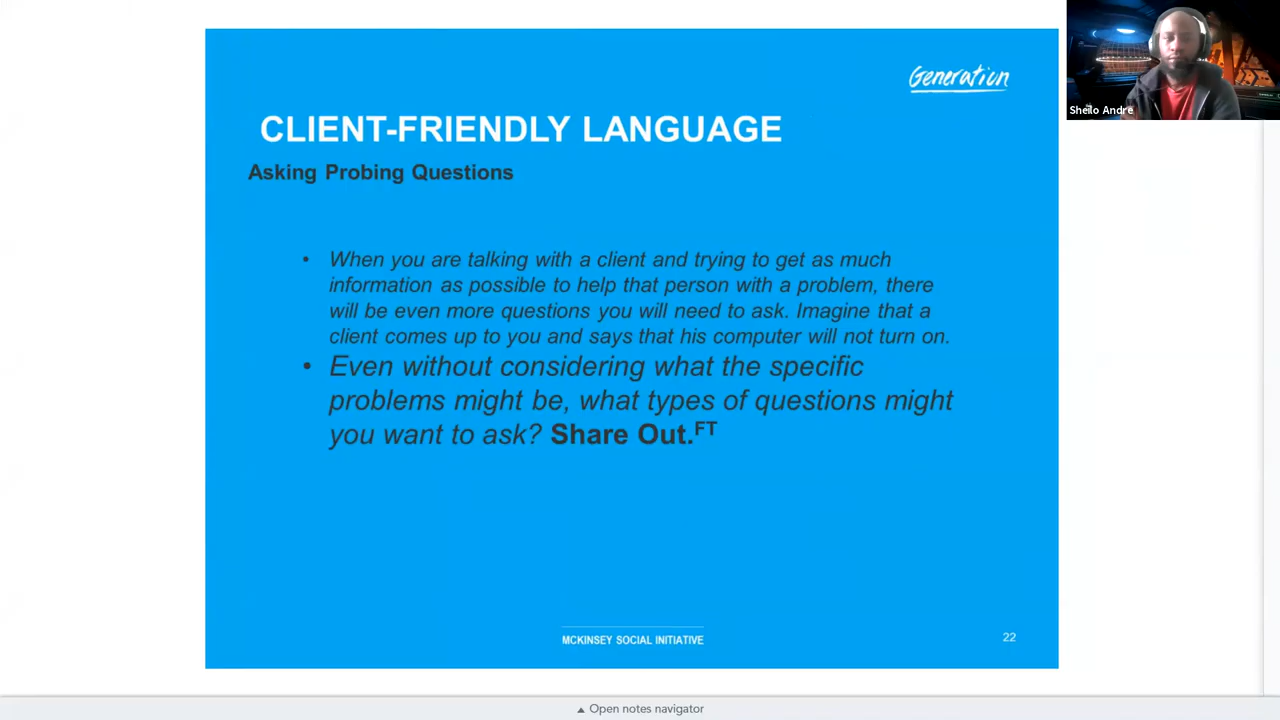 Generation
CLIENT-FRIENDLY LANGUAGE
Asking Probing Questions
• When you are talking with a client and trying to get as much
information as possible to help that person with a problem, there
will be even more questions you will need to ask. Imagine that a
client comes up to you and says that his computer will not turn on.
• Even without considering what the specific
problems might be, what types of questions might
you want to ask? Share Out.FT
MCKINSEY SOCIAL INITIATIVE
22
Sheilo Andre
▲ Open notes navigator